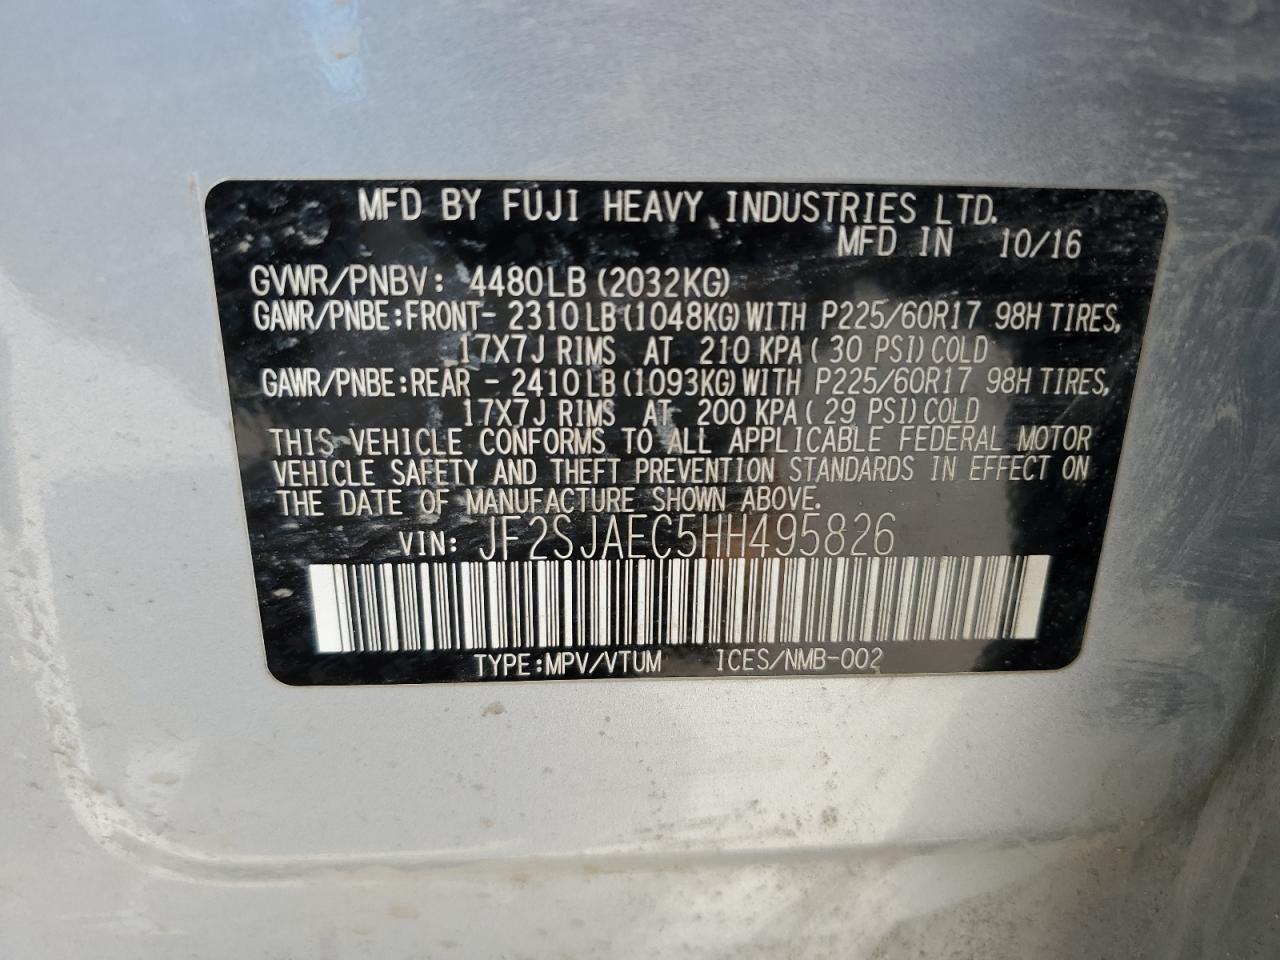 MFD BY FUJI HEAVY INDUSTRIES LTD.
MFD IN 10/16
GVWR/PNBV: 4480LB (2032KG)
GAWR/PNBE:FRONT- 2310 LB (1048KG) WITH P225/60R17 98H TIRES,
17X7J RIMS AT 210 KPA ( 30 PSI) COLD
GAWR/PNBE:REAR - 2410 LB (1093KG) WITH P225/60R17 98H TIRES,
17X7J RIMS AT 200 KPA ( 29 PSI) COLD
THIS VEHICLE CONFORMS TO ALL APPLICABLE FEDERAL MOTOR
VEHICLE SAFETY AND THEFT PREVENTION STANDARDS IN EFFECT ON
THE DATE OF MANUFACTURE SHOWN ABOVE.
VIN: JF2SJAEC5HH495826
TYPE:MPV/VTUM ICES/NMB-002